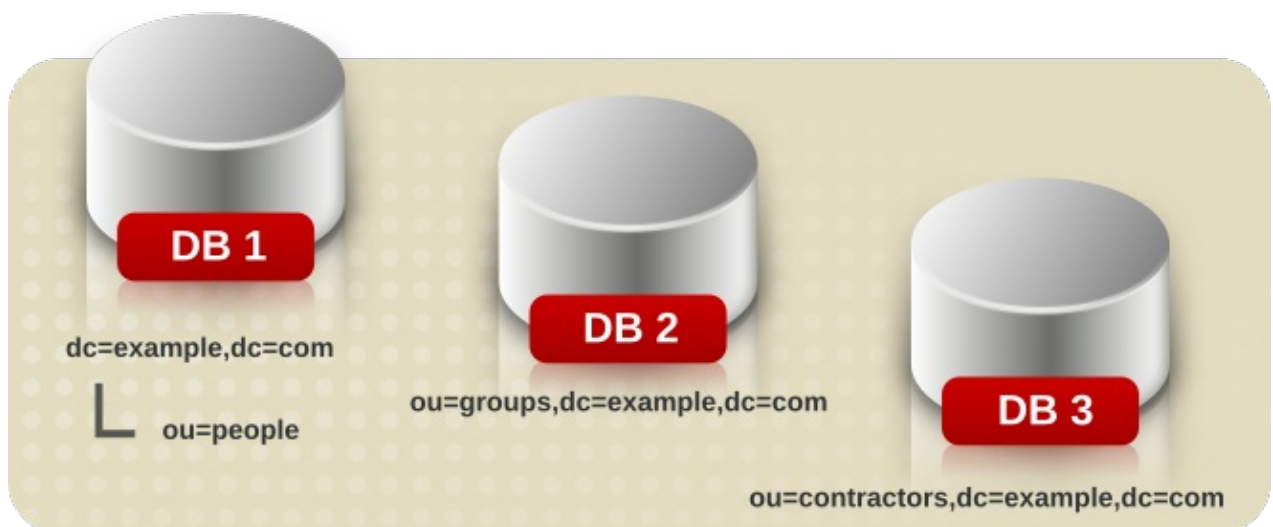 DB 1
dc=example,dc=com
ou=people
DB 2
ou=groups,dc=example,dc=com
DB 3
ou=contractors,dc=example,dc=com